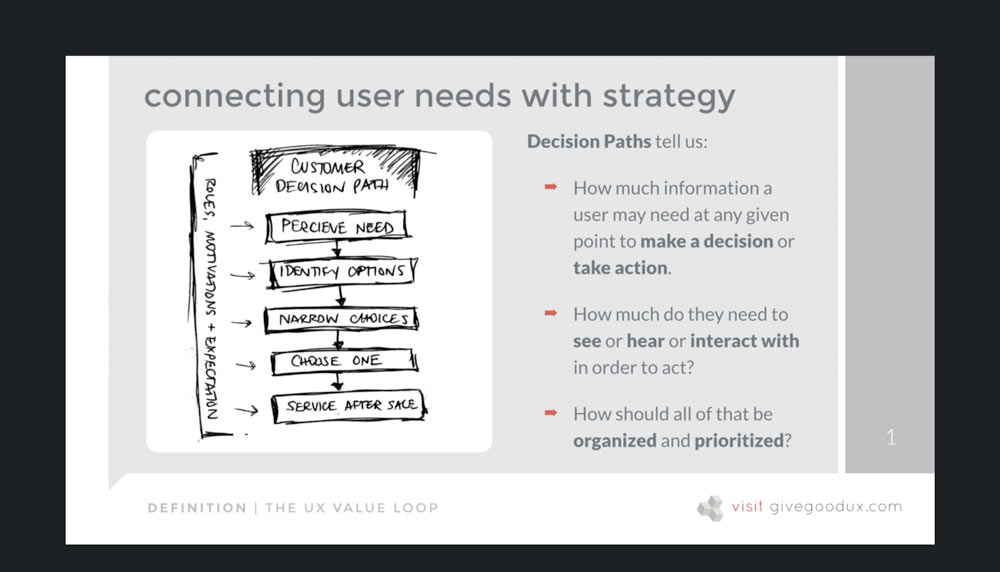 connecting user needs with strategy
CUSTOMER
DECISION PATH
ROLES, MOTIVATIONS + EXPECTATION
PERCIEVE NEED
IDENTIFY OPTIONS
NARROW CHOICES
CHOOSE ONE
SERVICE AFTER SALE
Decision Paths tell us:
How much information a
user may need at any given
point to make a decision or
take action.
How much do they need to
see or hear or interact with
in order to act?
How should all of that be
organized and prioritized?
1
DEFINITION | THE UX VALUE LOOP
visit givegoodux.com